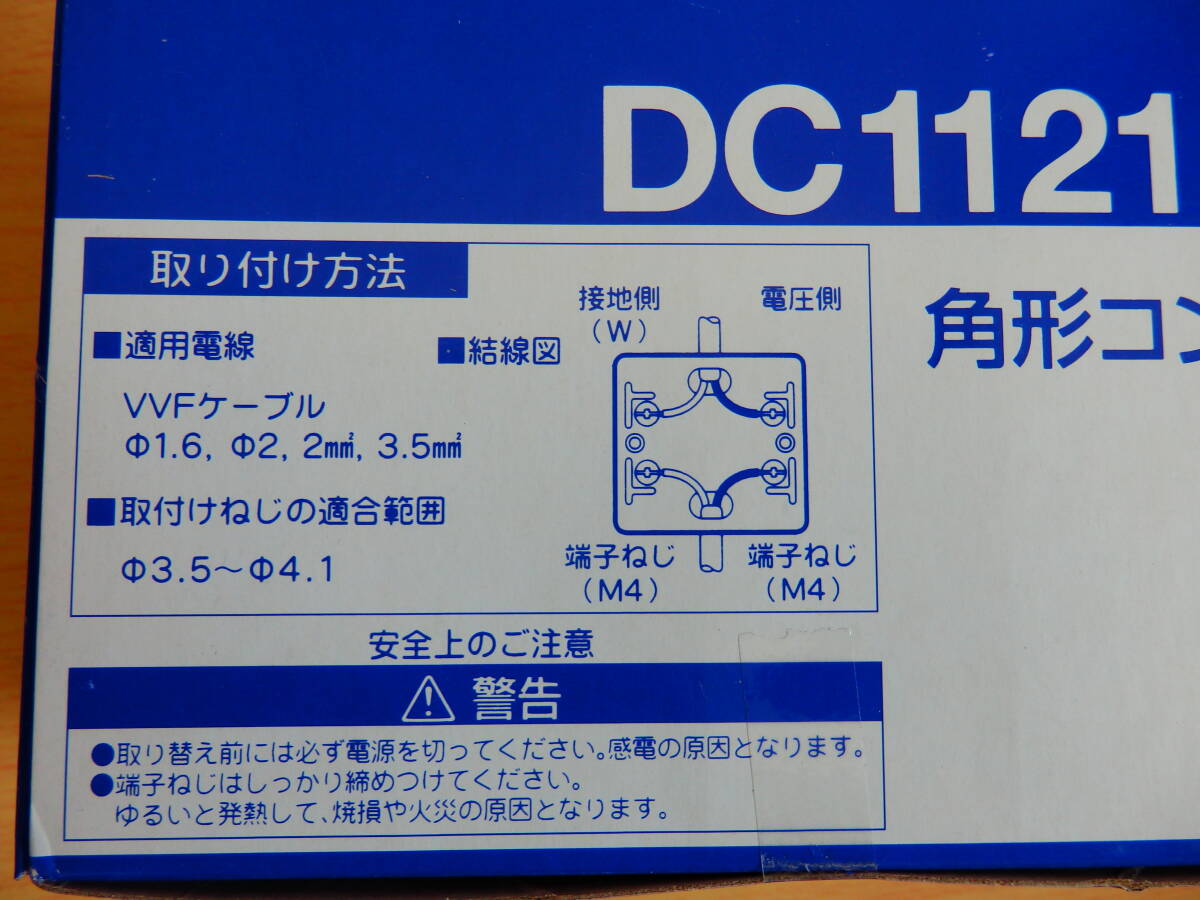 DC1121
角形コン
取り付け方法
■適用電線
VVFケーブル
Φ1.6, Φ2, 2㎟, 3.5㎟
■取付けねじの適合範囲
Φ3.5～Φ4.1
■結線図
接地側
(W)
電圧側
端子ねじ
(M4)
端子ねじ
(M4)
安全上のご注意
警告
●取り替え前には必ず電源を切ってください。感電の原因となります。
●端子ねじはしっかり締めつけてください。
ゆるいと発熱して、焼損や火災の原因となります。